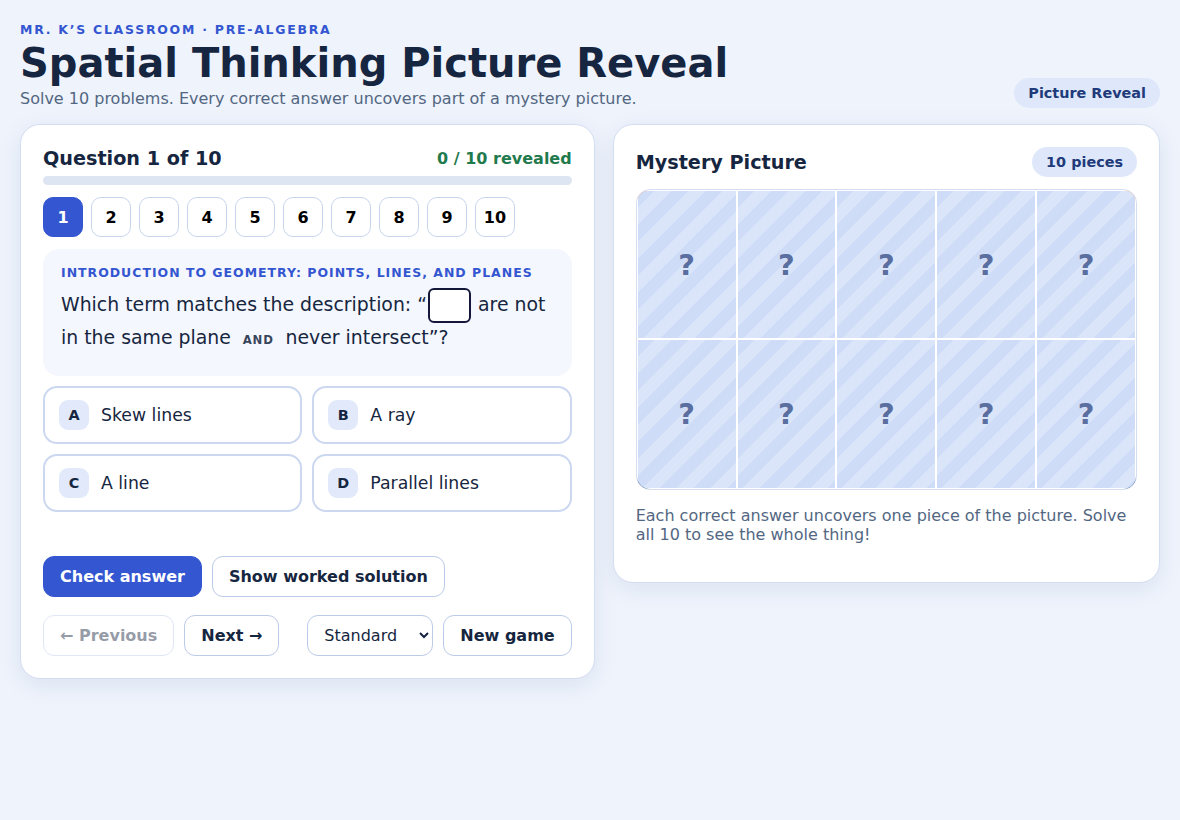 MR. K’S CLASSROOM · PRE-ALGEBRA
Spatial Thinking Picture Reveal
Solve 10 problems. Every correct answer uncovers part of a mystery picture.
Picture Reveal
Question 1 of 10
0 / 10 revealed
1 2 3 4 5 6 7 8 9 10
INTRODUCTION TO GEOMETRY: POINTS, LINES, AND PLANES
Which term matches the description: “ are not
in the same plane AND never intersect”?
A Skew lines
B A ray
C A line
D Parallel lines
Check answer
Show worked solution
← Previous
Next →
Standard
New game
Mystery Picture
10 pieces
? ? ? ? ?
? ? ? ? ?
Each correct answer uncovers one piece of the picture. Solve
all 10 to see the whole thing!